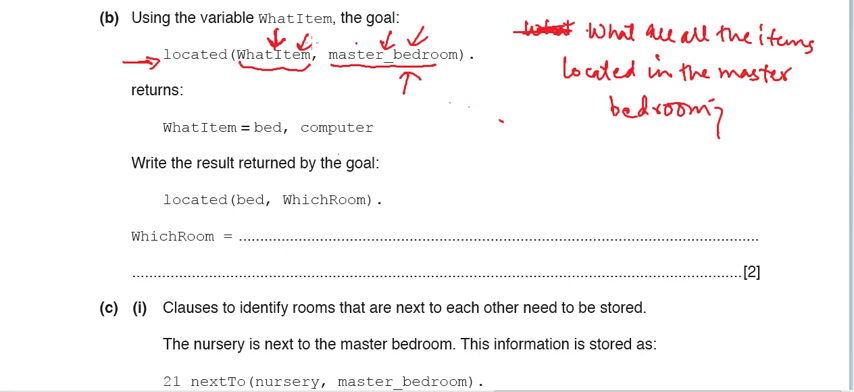 (b) Using the variable WhatItem, the goal:
located(WhatItem, master_bedroom).
returns:
WhatItem = bed, computer
Write the result returned by the goal:
located(bed, WhichRoom).
WhichRoom = ................................................................
................................................................[2]
(c) (i) Clauses to identify rooms that are next to each other need to be stored.
The nursery is next to the master bedroom. This information is stored as:
21 nextTo(nursery, master_bedroom).
What are all the items
located in the master
bedroom?